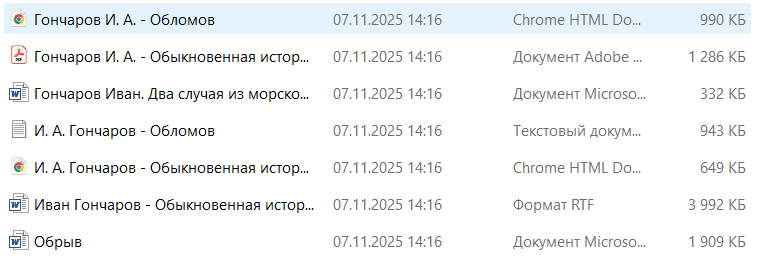 Гончаров И. А. - Обломов 07.11.2025 14:16 Chrome HTML Do... 990 КБ
Гончаров И. А. - Обыкновенная истор... 07.11.2025 14:16 Документ Adobe ... 1 286 КБ
Гончаров Иван. Два случая из морско... 07.11.2025 14:16 Документ Microso... 332 КБ
И. А. Гончаров - Обломов 07.11.2025 14:16 Текстовый докум... 943 КБ
И. А. Гончаров - Обыкновенная истор... 07.11.2025 14:16 Chrome HTML Do... 649 КБ
Иван Гончаров - Обыкновенная истор... 07.11.2025 14:16 Формат RTF 3 992 КБ
Обрыв 07.11.2025 14:16 Документ Microso... 1 909 КБ